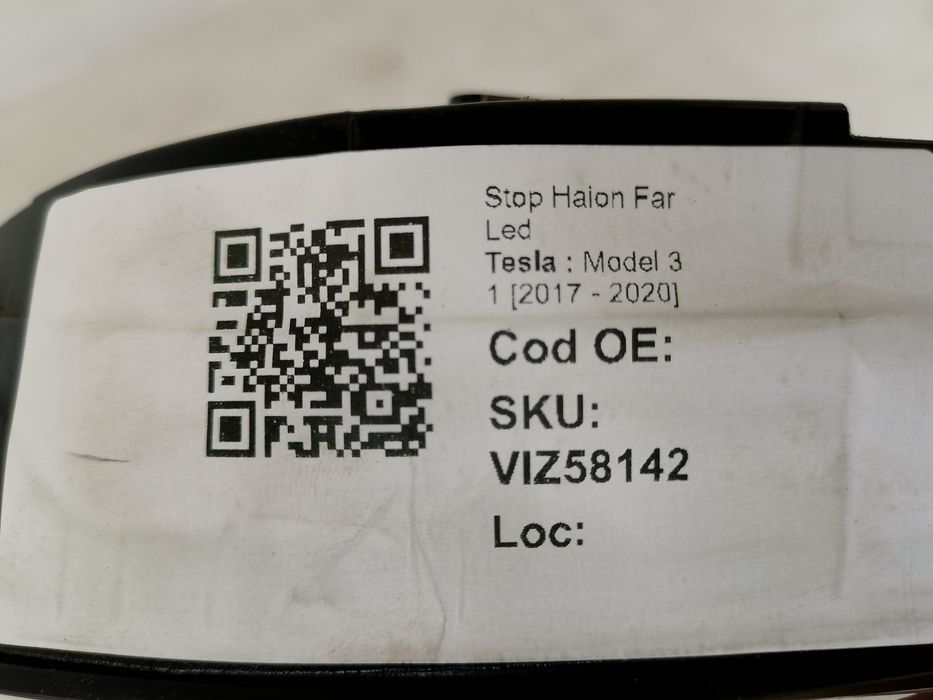 Stop Haion Far
Led
Tesla : Model 3
1 [2017 - 2020]
Cod OE:
SKU:
VIZ58142
Loc: